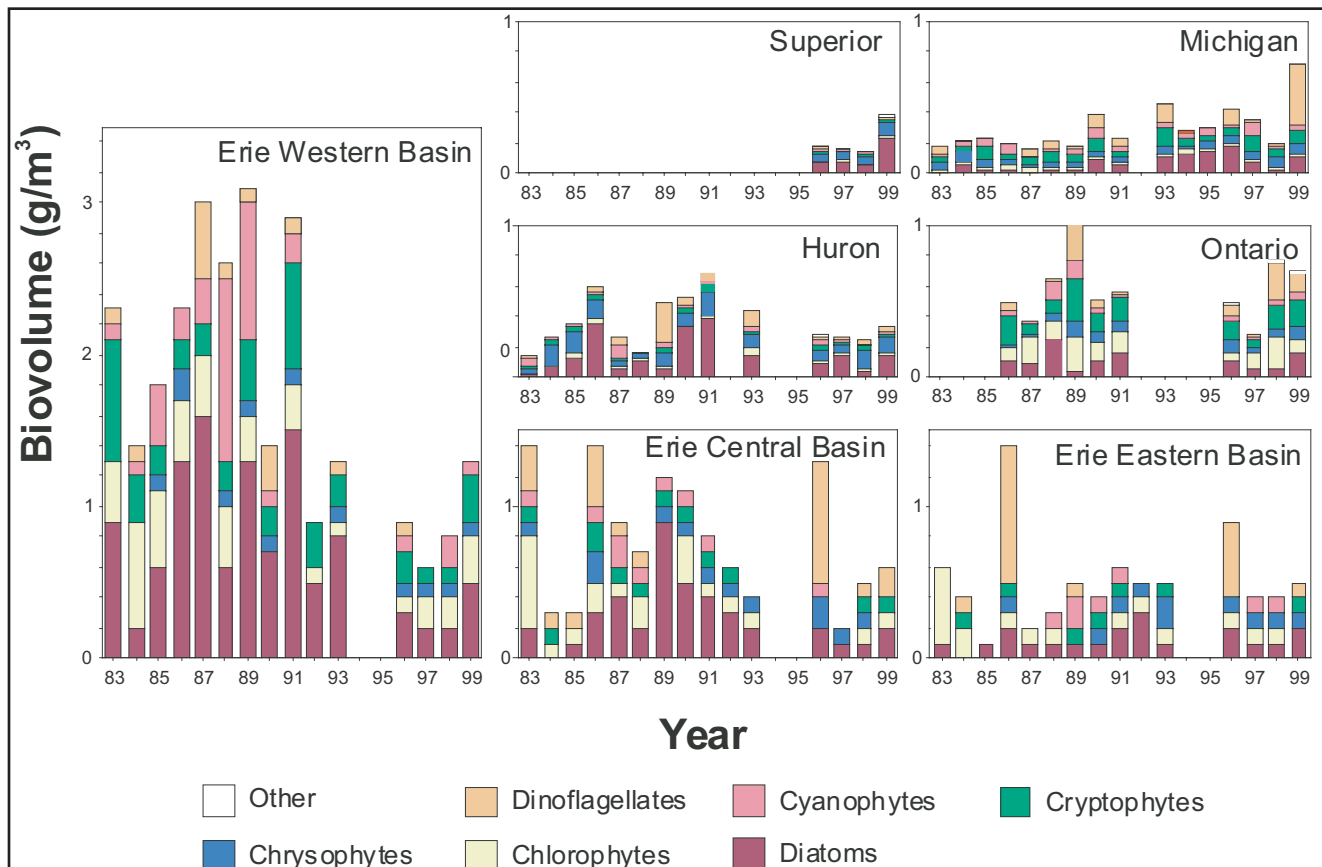 Biovolume (g/m³)
Erie Western Basin
3
2
1
0
83 85 87 89 91 93 95 97 99
Superior
1
0
83 85 87 89 91 93 95 97 99
Michigan
1
0
83 85 87 89 91 93 95 97 99
Huron
1
0
83 85 87 89 91 93 95 97 99
Ontario
1
0
83 85 87 89 91 93 95 97 99
Erie Central Basin
1
0
83 85 87 89 91 93 95 97 99
Erie Eastern Basin
1
0
83 85 87 89 91 93 95 97 99
Year
Other Dinoflagellates Cyanophytes Cryptophytes
Chrysophytes Chlorophytes Diatoms